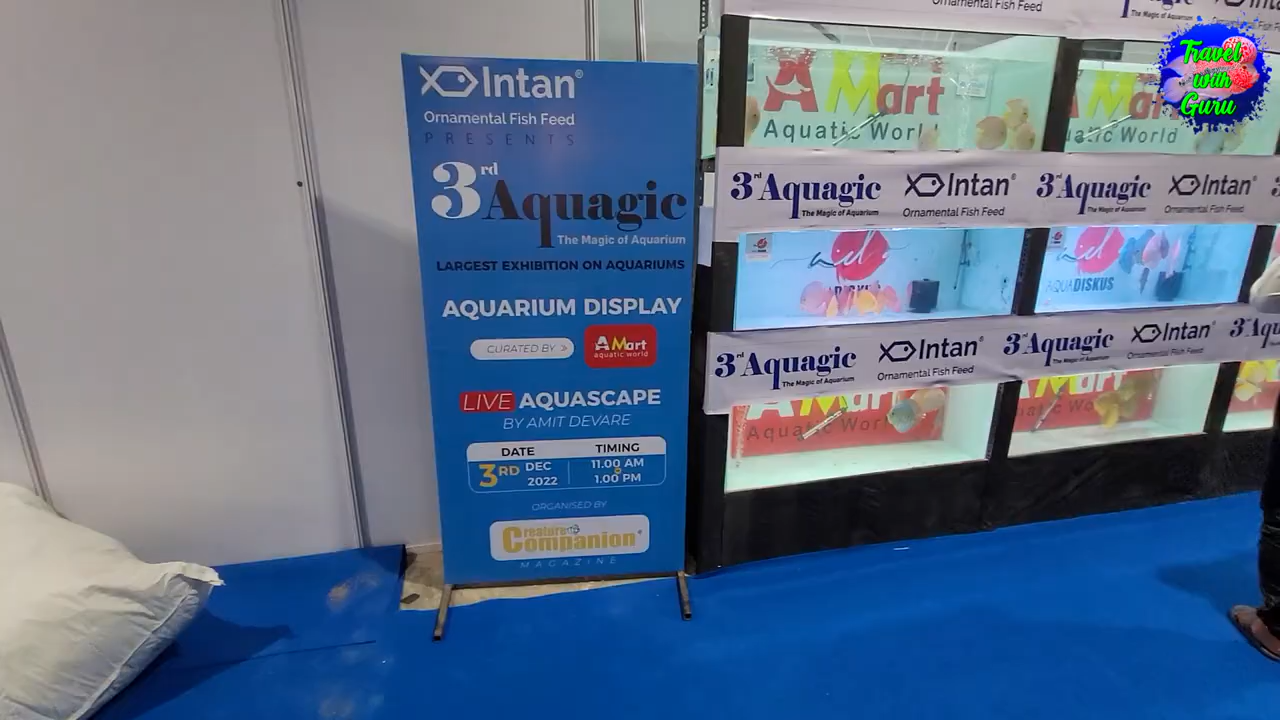 Intan®
Ornamental Fish Feed
PRESENTS
3rd Aquagic
The Magic of Aquarium
LARGEST EXHIBITION ON AQUARIUMS
AQUARIUM DISPLAY
CURATED BY >
A Mart
aquatic world
LIVE AQUASCAPE
BY AMIT DEVARE
DATE TIMING
3RD DEC 2022
11.00 AM
1.00 PM
ORGANISED BY
Creature Companion
MAGAZINE
Ornamental Fish Feed
The Magic of Aquarium
Travel
with
Guru
A Mart
Aquatic World
A Mart
World
3rd Aquagic
The Magic of Aquarium
Intan®
Ornamental Fish Feed
3rd Aquagic
The Magic of Aquarium
Intan®
Ornamental Fish Feed
AQUADISKUS
3rd Aquagic
The Magic of Aquarium
Intan®
Ornamental Fish Feed
3rd Aquagic
The Magic of Aquarium
Intan®
Ornamental Fish Feed
A Mart
Aquatic World